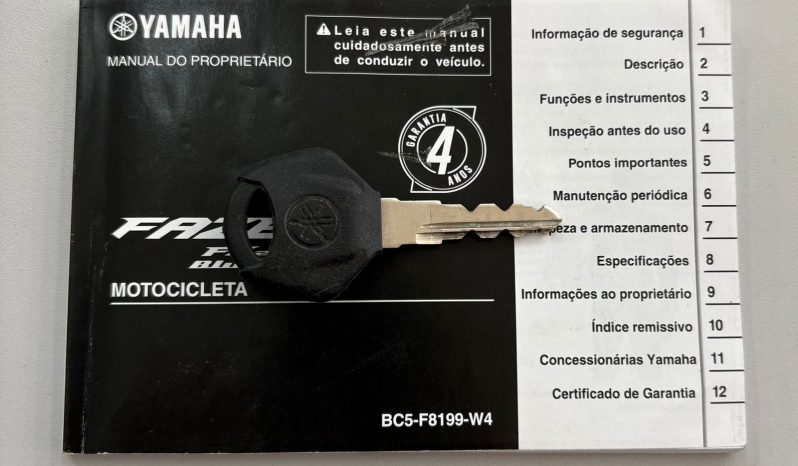 YAMAHA
MANUAL DO PROPRIETÁRIO
Leia este manual
cuidadosamente antes
de conduzir o veículo.
GARANTIA
4
ANOS
MOTOCICLETA
BC5-F8199-W4
Informação de segurança 1
Descrição 2
Funções e instrumentos 3
Inspeção antes do uso 4
Pontos importantes 5
Manutenção periódica 6
e armazenamento 7
Especificações 8
Informações ao proprietário 9
Índice remissivo 10
Concessionárias Yamaha 11
Certificado de Garantia 12